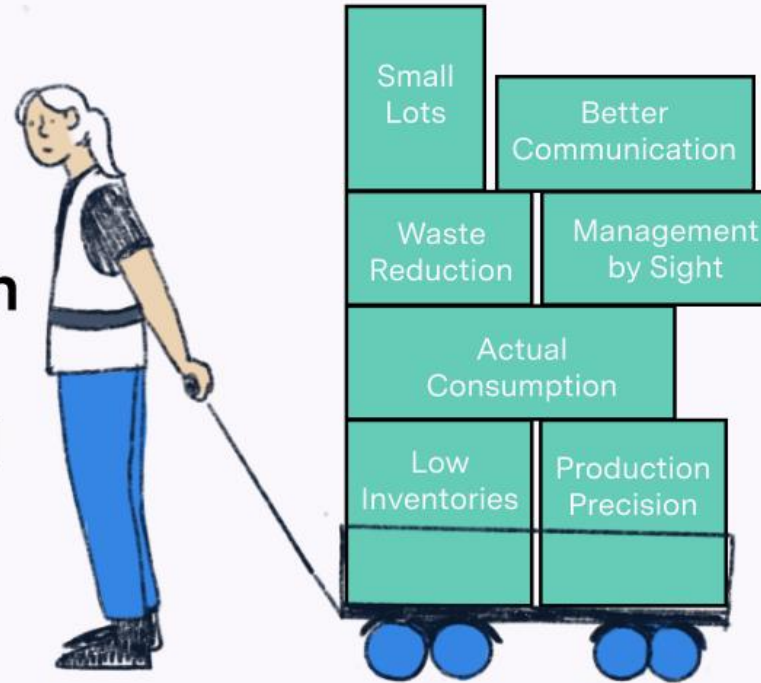 Small
Lots
Better
Communication
Waste
Reduction
Management
by Sight
Actual
Consumption
Low
Inventories
Production
Precision